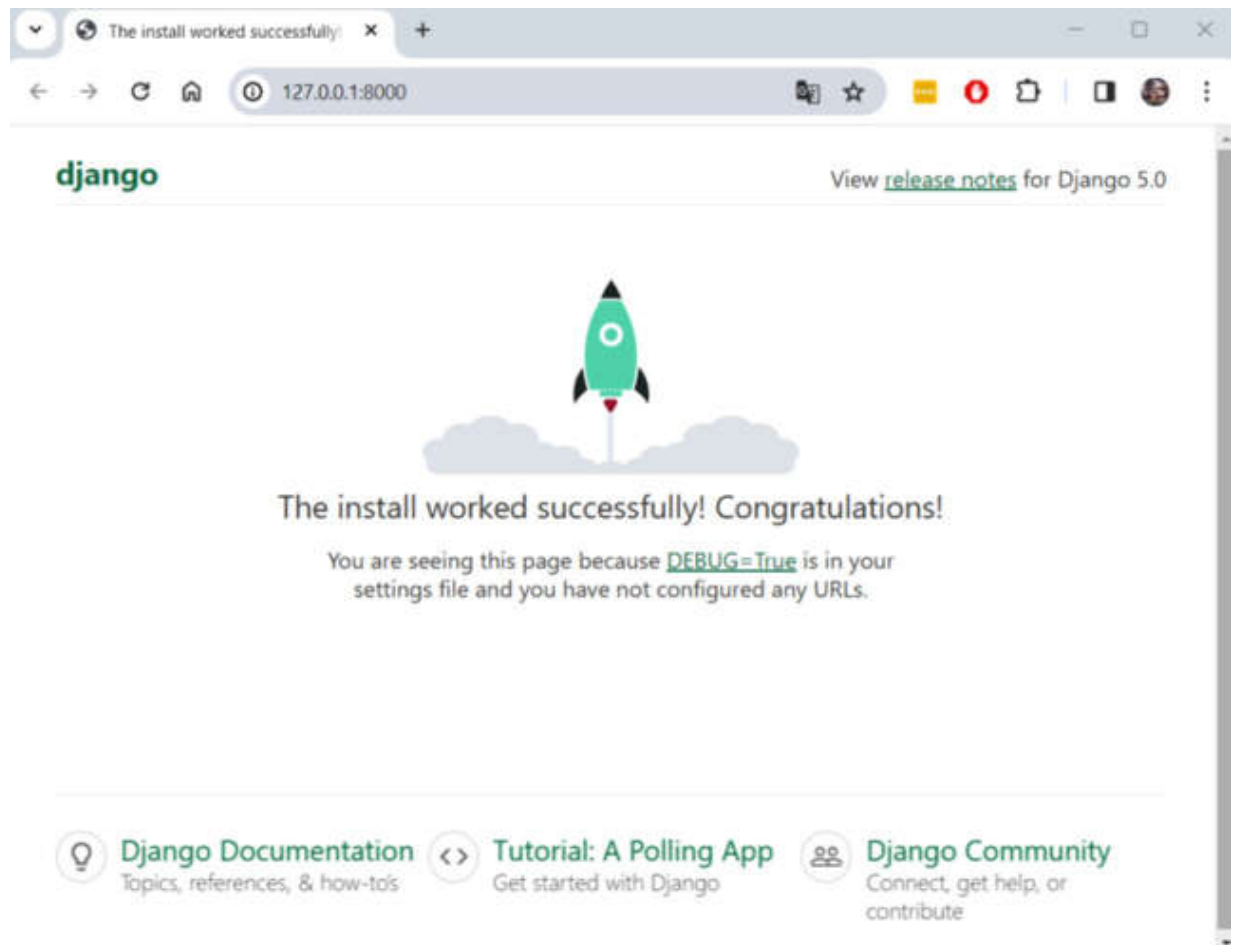 The install worked successfully!
127.0.0.1:8000
django
View release notes for Django 5.0
The install worked successfully! Congratulations!
You are seeing this page because DEBUG=True is in your
settings file and you have not configured any URLs.
Django Documentation
Topics, references, & how-to's
Tutorial: A Polling App
Get started with Django
Django Community
Connect, get help, or
contribute